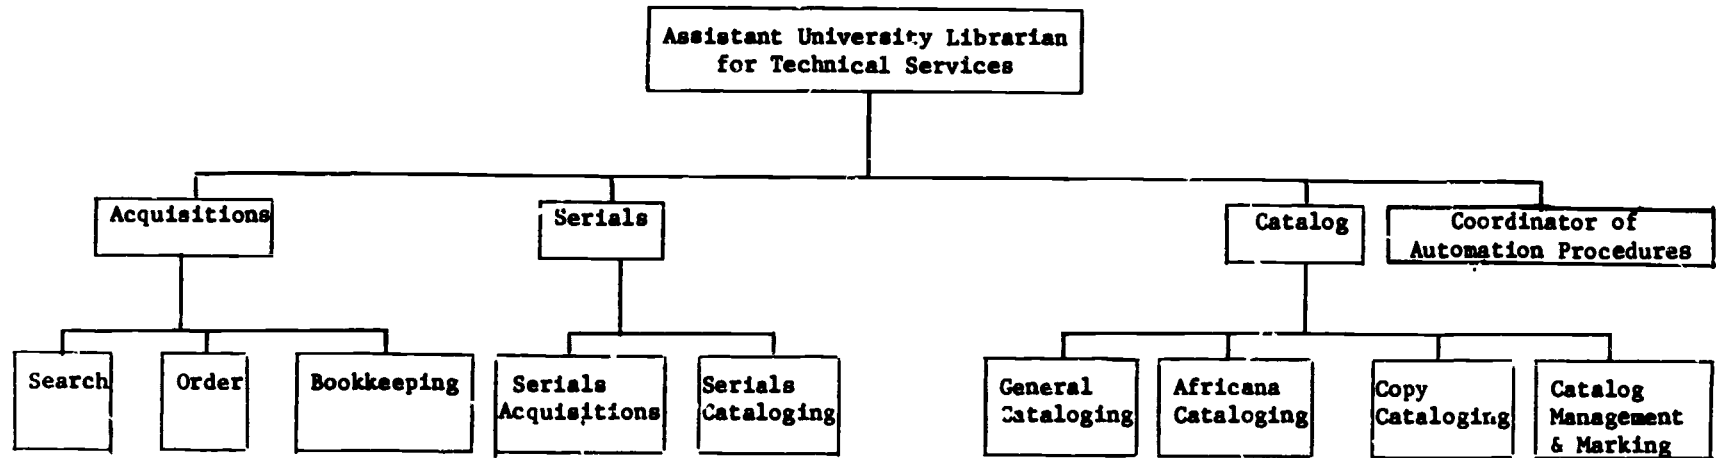 Assistant University Librarian
for Technical Services
Acquisitions
Serials
Catalog
Coordinator of
Automation Procedures
Search
Order
Bookkeeping
Serials
Acquisitions
Serials
Cataloging
General
Cataloging
Africana
Cataloging
Copy
Cataloging
Catalog
Management
& Marking